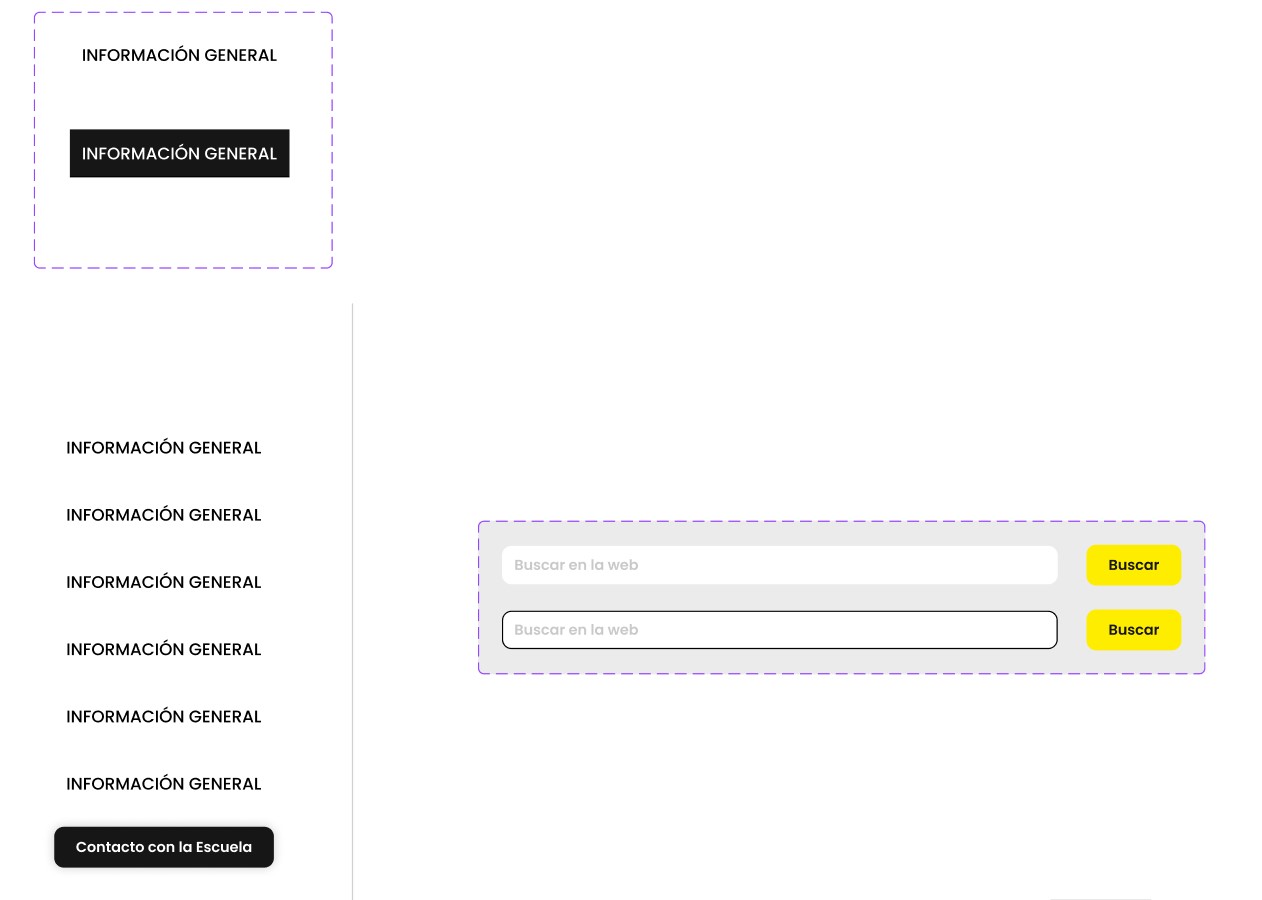 INFORMACIÓN GENERAL
INFORMACIÓN GENERAL
INFORMACIÓN GENERAL
INFORMACIÓN GENERAL
INFORMACIÓN GENERAL
INFORMACIÓN GENERAL
INFORMACIÓN GENERAL
INFORMACIÓN GENERAL
Contacto con la Escuela
Buscar en la web
Buscar
Buscar en la web
Buscar